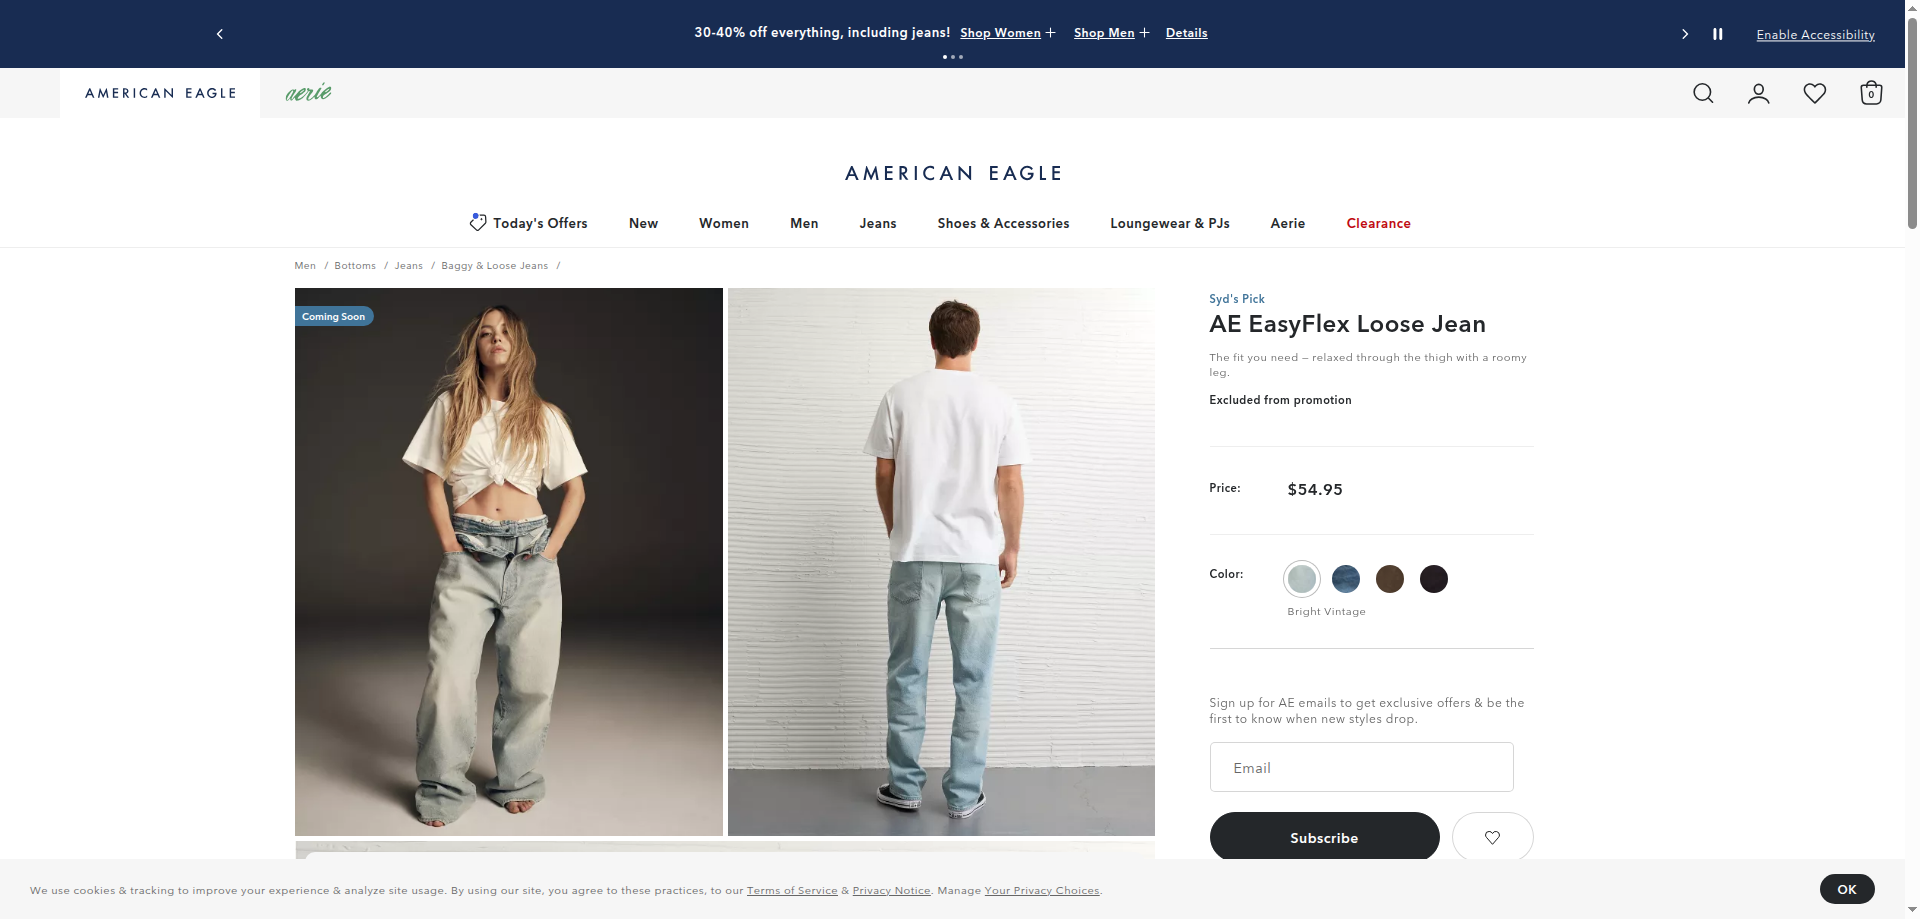 30-40% off everything, including jeans! Shop Women + Shop Men + Details
Enable Accessibility
AMERICAN EAGLE
aerie
0
AMERICAN EAGLE
Today's Offers New Women Men Jeans Shoes & Accessories Loungewear & PJs Aerie Clearance
Men / Bottoms / Jeans / Baggy & Loose Jeans /
Coming Soon
Syd's Pick
AE EasyFlex Loose Jean
The fit you need – relaxed through the thigh with a roomy
leg.
Excluded from promotion
Price: $54.95
Color:
Bright Vintage
Sign up for AE emails to get exclusive offers & be the
first to know when new styles drop.
Email
Subscribe
We use cookies & tracking to improve your experience & analyze site usage. By using our site, you agree to these practices, to our Terms of Service & Privacy Notice. Manage Your Privacy Choices.
OK